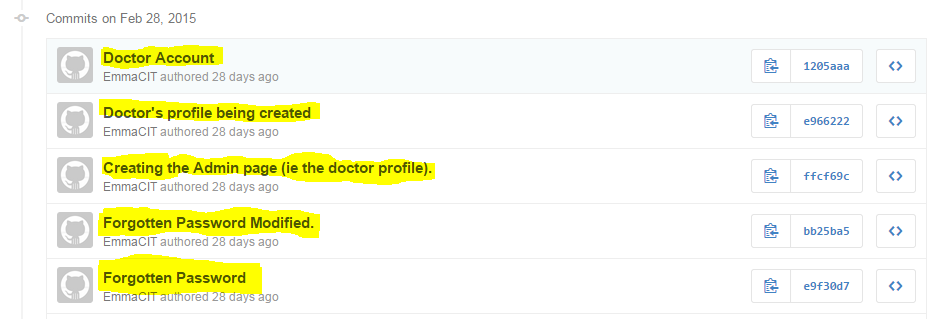 Commits on Feb 28, 2015
Doctor Account
EmmaCIT authored 28 days ago
1205aaa
Doctor's profile being created
EmmaCIT authored 28 days ago
e966222
Creating the Admin page (ie the doctor profile).
EmmaCIT authored 28 days ago
ffcf69c
Forgotten Password Modified.
EmmaCIT authored 28 days ago
bb25ba5
Forgotten Password
EmmaCIT authored 28 days ago
e9f30d7